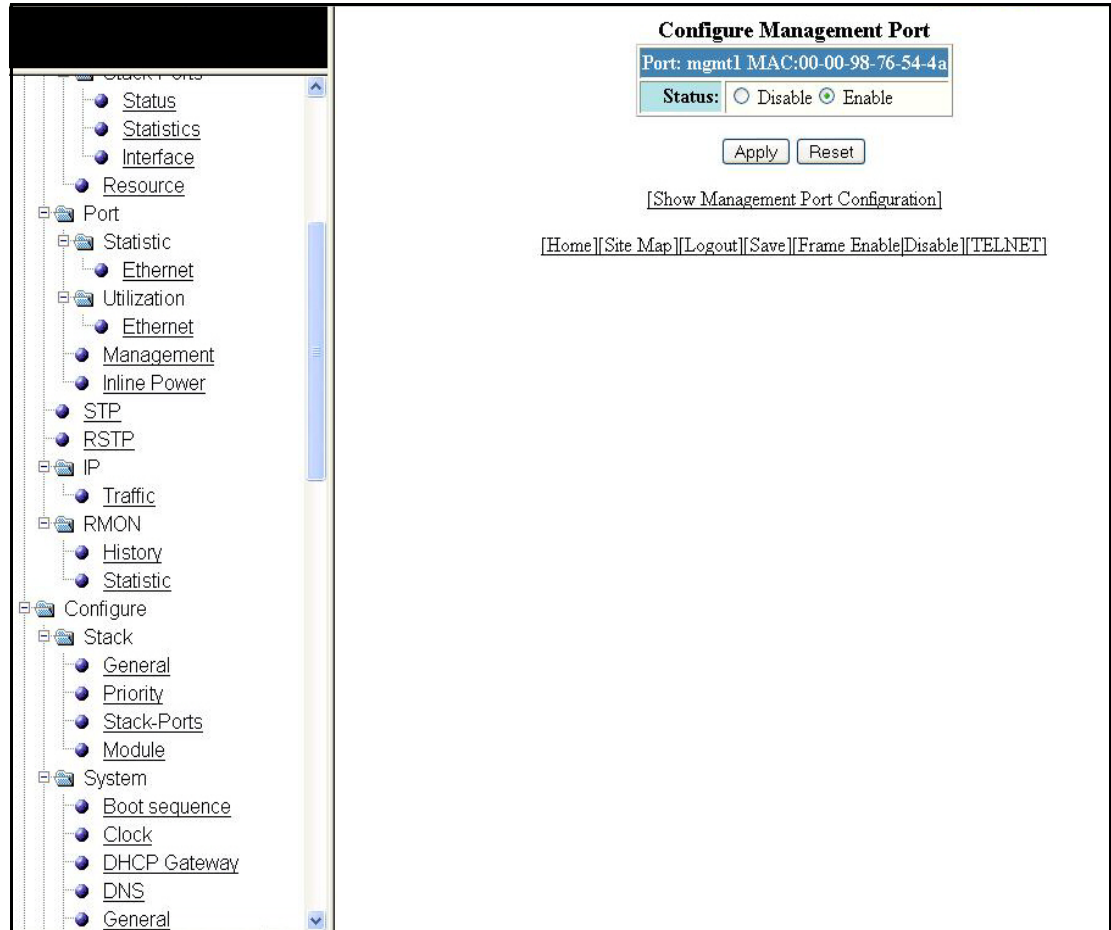 Stack-Ports
Status
Statistics
Interface
Resource
Port
Statistic
Ethernet
Utilization
Ethernet
Management
Inline Power
STP
RSTP
IP
Traffic
RMON
History
Statistic
Configure
Stack
General
Priority
Stack-Ports
Module
System
Boot sequence
Clock
DHCP Gateway
DNS
General
Configure Management Port
Port: mgmt1 MAC:00-00-98-76-54-4a
Status: Disable Enable
Apply Reset
[Show Management Port Configuration]
[Home][Site Map][Logout][Save][Frame Enable|Disable][TELNET]